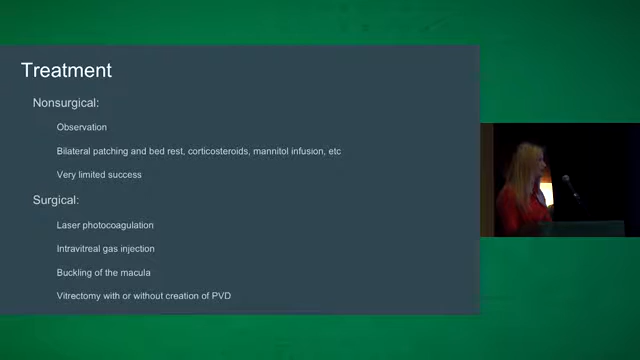 Treatment
Nonsurgical:
Observation
Bilateral patching and bed rest, corticosteroids, mannitol infusion, etc
Very limited success
Surgical:
Laser photocoagulation
Intravitreal gas injection
Buckling of the macula
Vitrectomy with or without creation of PVD